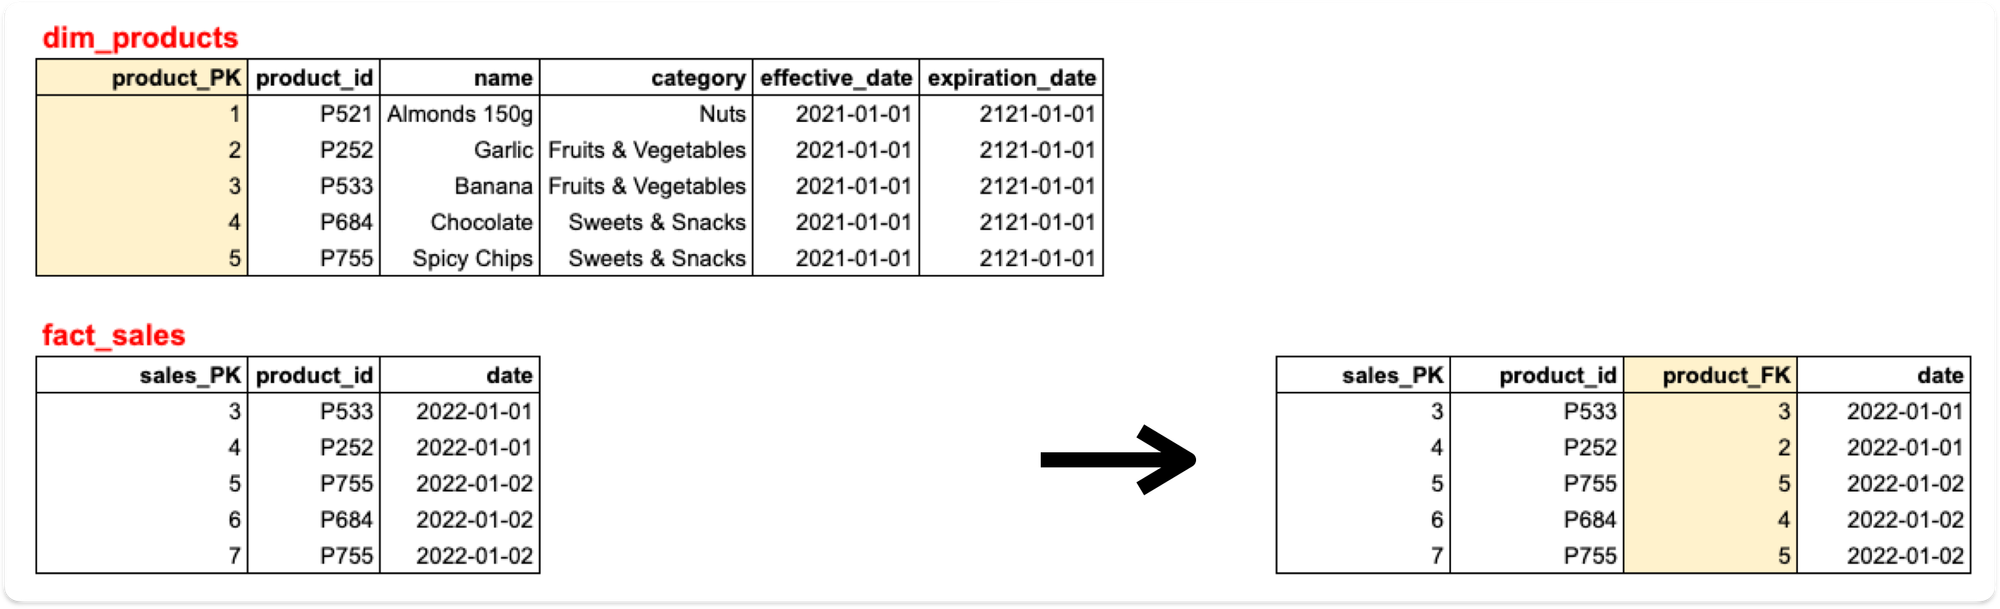 dim_products
product_PK product_id name category effective_date expiration_date
1 P521 Almonds 150g Nuts 2021-01-01 2121-01-01
2 P252 Garlic Fruits & Vegetables 2021-01-01 2121-01-01
3 P533 Banana Fruits & Vegetables 2021-01-01 2121-01-01
4 P684 Chocolate Sweets & Snacks 2021-01-01 2121-01-01
5 P755 Spicy Chips Sweets & Snacks 2021-01-01 2121-01-01
fact_sales
sales_PK product_id date
3 P533 2022-01-01
4 P252 2022-01-01
5 P755 2022-01-02
6 P684 2022-01-02
7 P755 2022-01-02
sales_PK product_id product_FK date
3 P533 3 2022-01-01
4 P252 2 2022-01-01
5 P755 5 2022-01-02
6 P684 4 2022-01-02
7 P755 5 2022-01-02